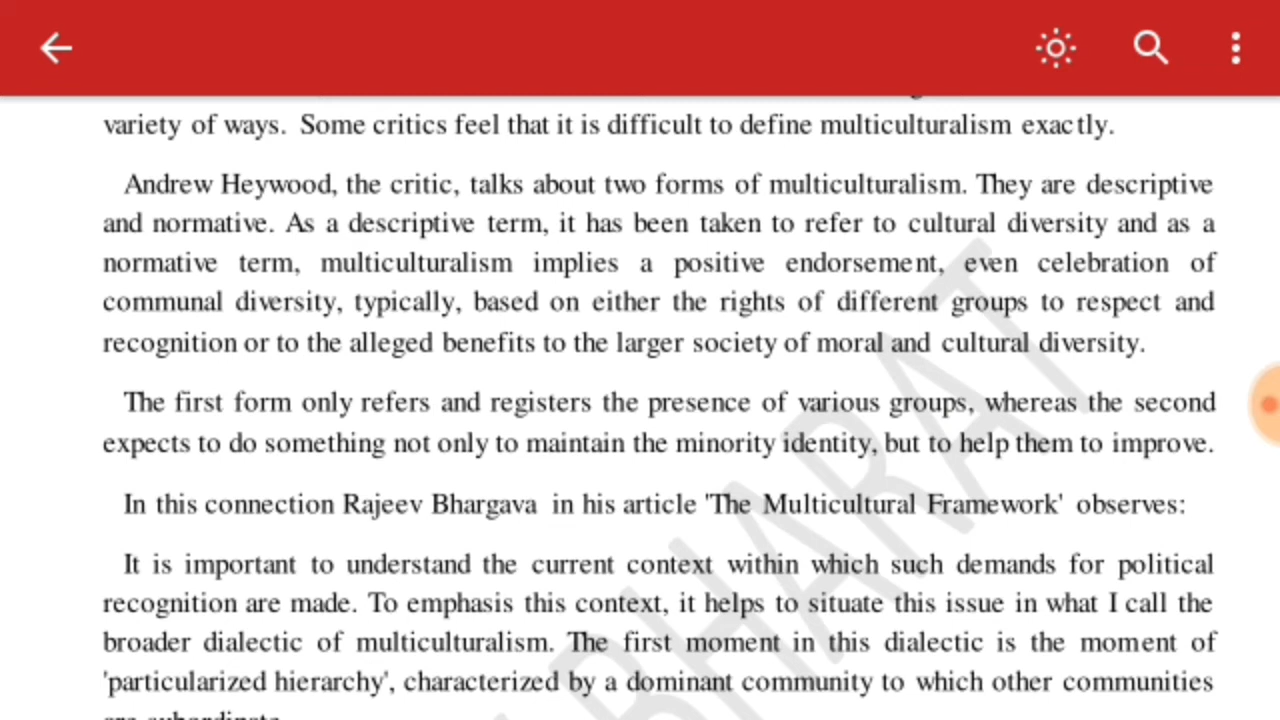 variety of ways. Some critics feel that it is difficult to define multiculturalism exactly.
Andrew Heywood, the critic, talks about two forms of multiculturalism. They are descriptive
and normative. As a descriptive term, it has been taken to refer to cultural diversity and as a
normative term, multiculturalism implies a positive endorsement, even celebration of
communal diversity, typically, based on either the rights of different groups to respect and
recognition or to the alleged benefits to the larger society of moral and cultural diversity.
The first form only refers and registers the presence of various groups, whereas the second
expects to do something not only to maintain the minority identity, but to help them to improve.
In this connection Rajeev Bhargava in his article 'The Multicultural Framework' observes:
It is important to understand the current context within which such demands for political
recognition are made. To emphasis this context, it helps to situate this issue in what I call the
broader dialectic of multiculturalism. The first moment in this dialectic is the moment of
'particularized hierarchy', characterized by a dominant community to which other communities
are subordinate
BHARAT